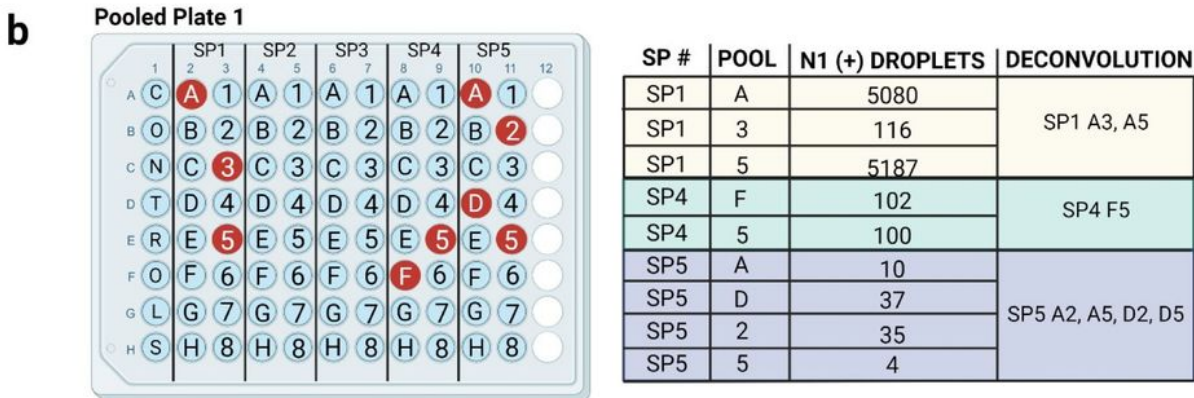 b
Pooled Plate 1
SP1 SP2 SP3 SP4 SP5
1 2 3 4 5 6 7 8 9 10 11 12
A C A 1 A 1 A 1 A 1 A 1
B O B 2 B 2 B 2 B 2 B 2
C N C 3 C 3 C 3 C 3 C 3
D T D 4 D 4 D 4 D 4 D 4
E R E 5 E 5 E 5 E 5 E 5
F O F 6 F 6 F 6 F 6 F 6
G L G 7 G 7 G 7 G 7 G 7
H S H 8 H 8 H 8 H 8 H 8
SP # POOL N1 (+) DROPLETS DECONVOLUTION
SP1 A 5080
SP1 3 116 SP1 A3, A5
SP1 5 5187
SP4 F 102 SP4 F5
SP4 5 100
SP5 A 10
SP5 D 37 SP5 A2, A5, D2, D5
SP5 2 35
SP5 5 4